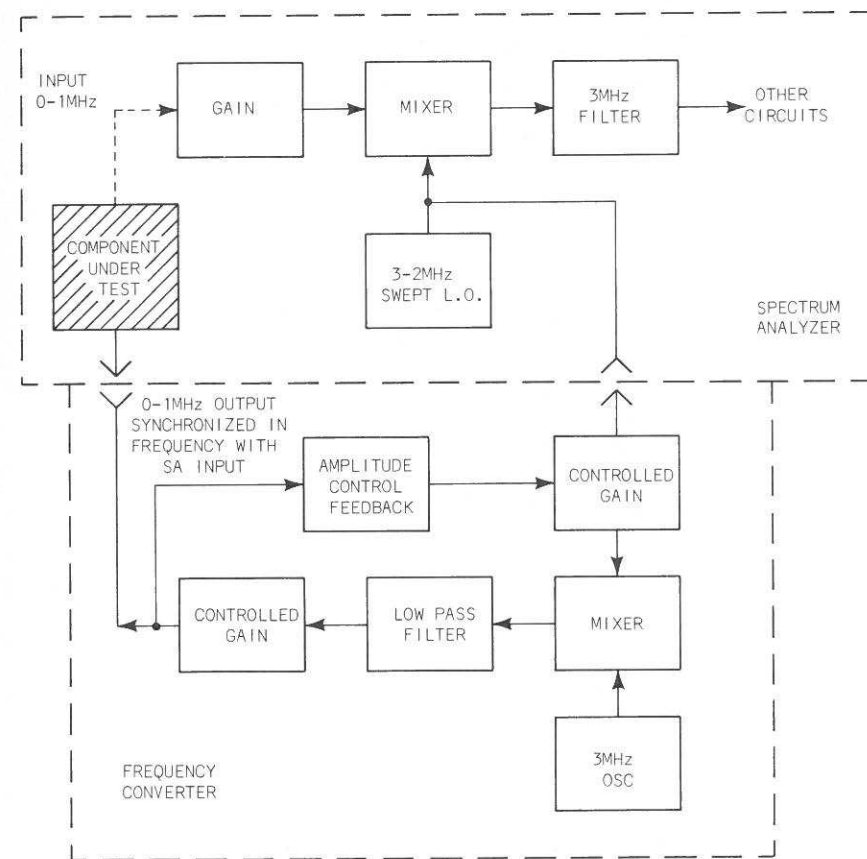 INPUT
0-1MHz
GAIN
MIXER
3MHz
FILTER
OTHER
CIRCUITS
COMPONENT
UNDER
TEST
3-2MHz
SWEPT L.O.
SPECTRUM
ANALYZER
0-1MHz OUTPUT
SYNCHRONIZED IN
FREQUENCY WITH
SA INPUT
AMPLITUDE
CONTROL
FEEDBACK
CONTROLLED
GAIN
CONTROLLED
GAIN
LOW PASS
FILTER
MIXER
3MHz
OSC
FREQUENCY
CONVERTER